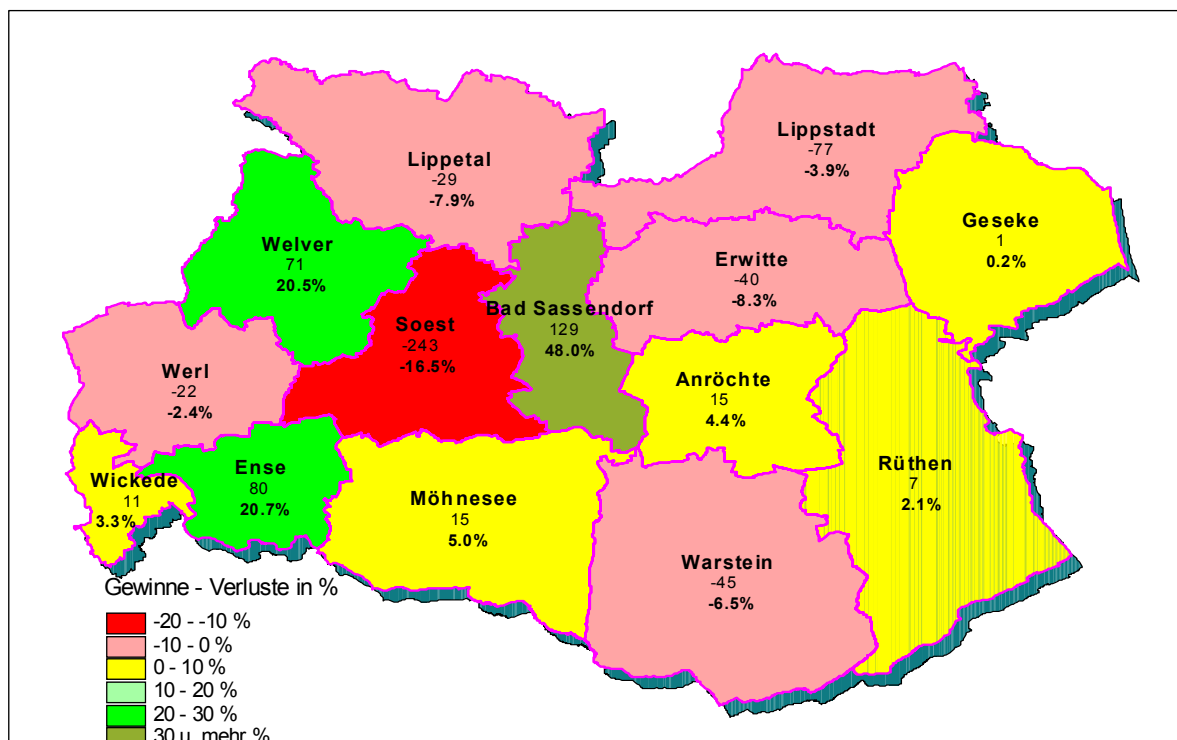 Lippetal
-29
-7.9%
Lippstadt
-77
-3.9%
Geseke
1
0.2%
Welver
71
20.5%
Erwitte
-40
-8.3%
Bad Sassendorf
129
48.0%
Soest
-243
-16.5%
Werl
-22
-2.4%
Anröchte
15
4.4%
Wickede
11
3.3%
Ense
80
20.7%
Möhnesee
15
5.0%
Rüthen
7
2.1%
Warstein
-45
-6.5%
Gewinne - Verluste in %
-20 - -10 %
-10 - 0 %
0 - 10 %
10 - 20 %
20 - 30 %
30 u. mehr %